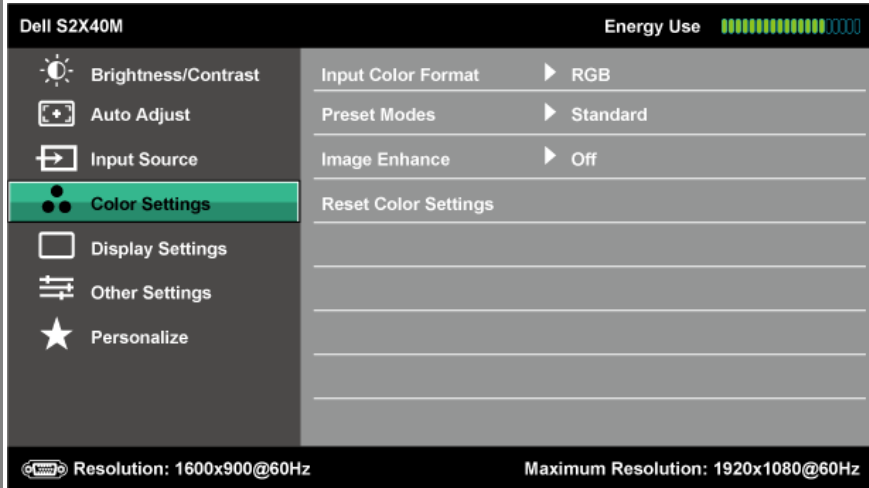 Dell S2X40M Energy Use
Brightness/Contrast Input Color Format RGB
Auto Adjust Preset Modes Standard
Input Source Image Enhance Off
Color Settings Reset Color Settings
Display Settings
Other Settings
Personalize
Resolution: 1600x900@60Hz Maximum Resolution: 1920x1080@60Hz